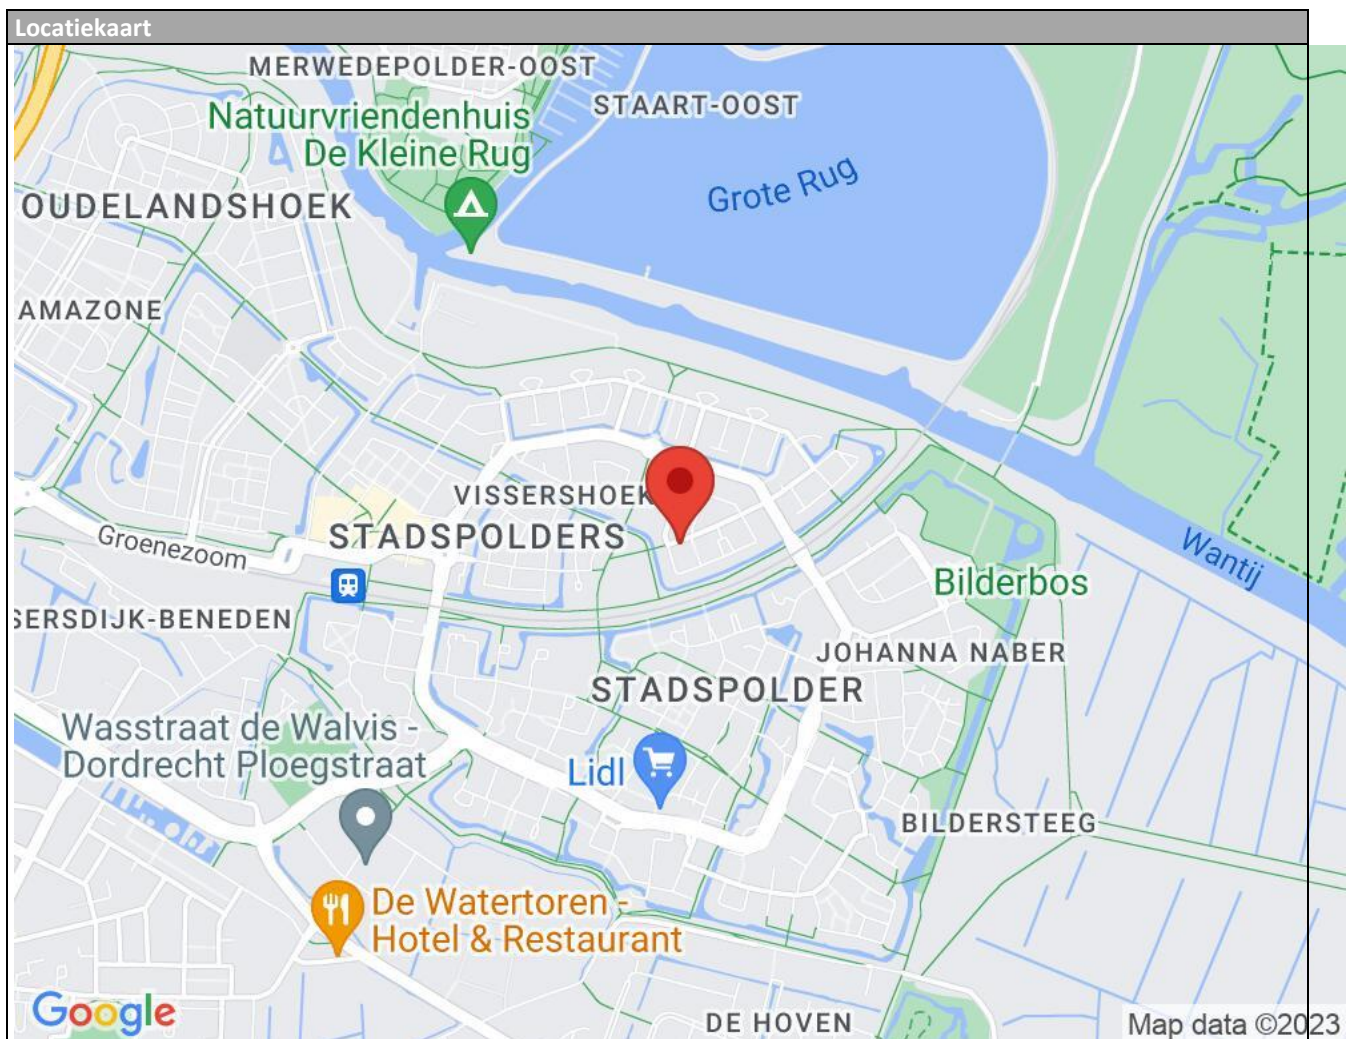 Locatiekaart
MERWEDEPOLDER-OOST
STAART-OOST
Natuurvriendenhuis
De Kleine Rug
Grote Rug
OUDELANDSHOEK
AMAZONE
VISSERSHOEK
STADSPOLDERS
Groenezoom
Wantij
Bilderbos
SERSDIJK-BENEDEN
JOHANNA NABER
STADSPOLDER
Wasstraat de Walvis -
Dordrecht Ploegstraat
Lidl
BILDERSTEEG
De Watertoren -
Hotel & Restaurant
Google
DE HOVEN
Map data ©2023